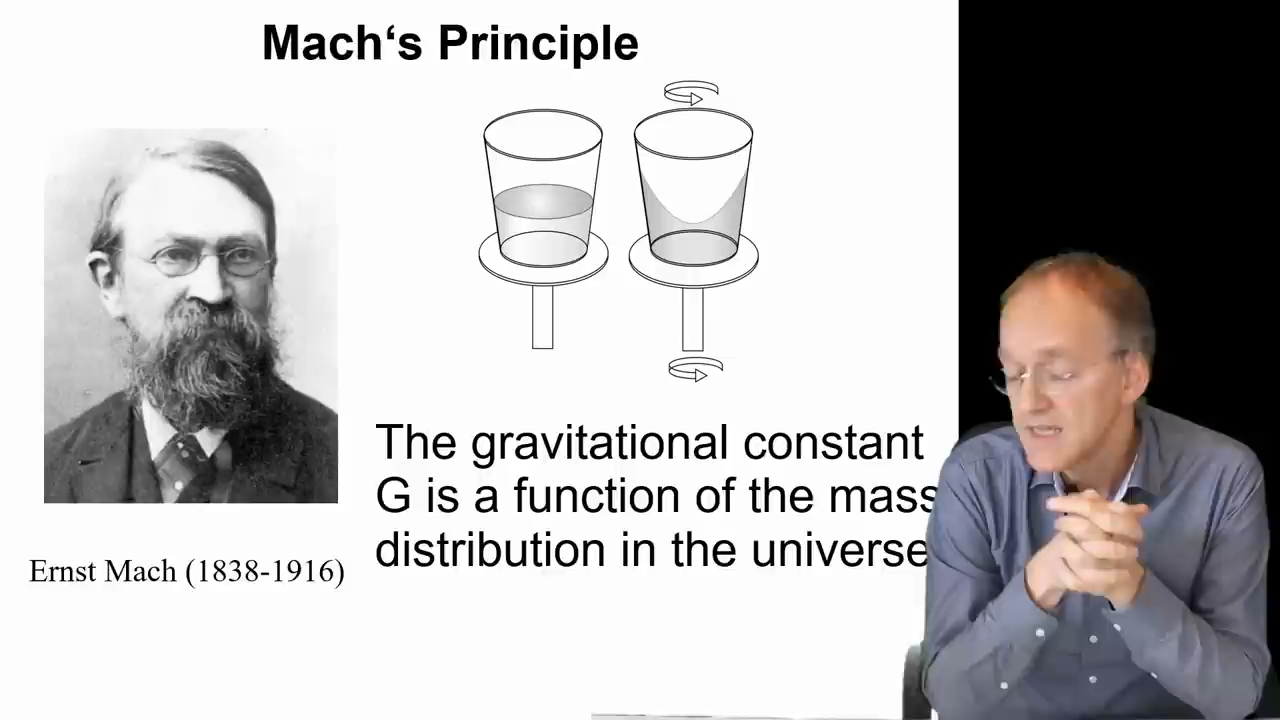 Mach‘s Principle
The gravitational constant
G is a function of the mass
distribution in the universe
Ernst Mach (1838-1916)